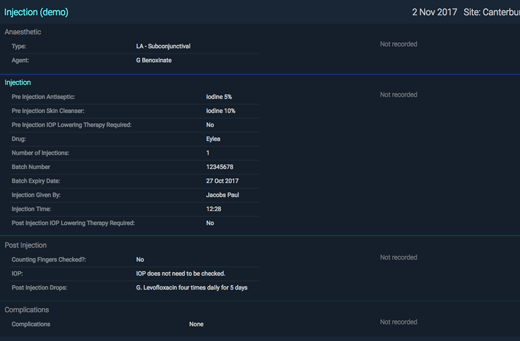 Injection (demo) 2 Nov 2017 Site: Canterbur
Anaesthetic
Type: LA - Subconjunctival Not recorded
Agent: G Benoxinate
Injection
Pre Injection Antiseptic: Iodine 5% Not recorded
Pre Injection Skin Cleanser: Iodine 10%
Pre Injection IOP Lowering Therapy Required: No
Drug: Eylea
Number of Injections: 1
Batch Number 12345678
Batch Expiry Date: 27 Oct 2017
Injection Given By: Jacobs Paul
Injection Time: 12:28
Post Injection IOP Lowering Therapy Required: No
Post Injection
Counting Fingers Checked?: No Not recorded
IOP: IOP does not need to be checked.
Post Injection Drops: G. Levofloxacin four times daily for 5 days
Complications
Complications None Not recorded